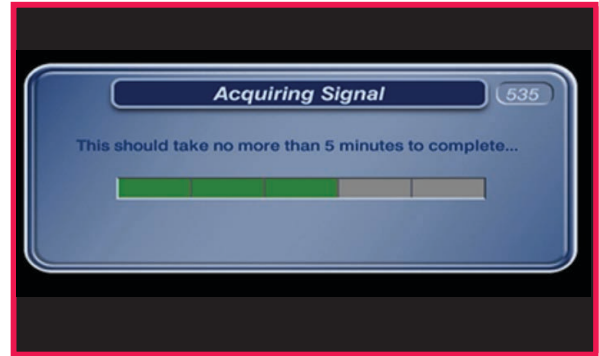 Acquiring Signal
535
This should take no more than 5 minutes to complete...